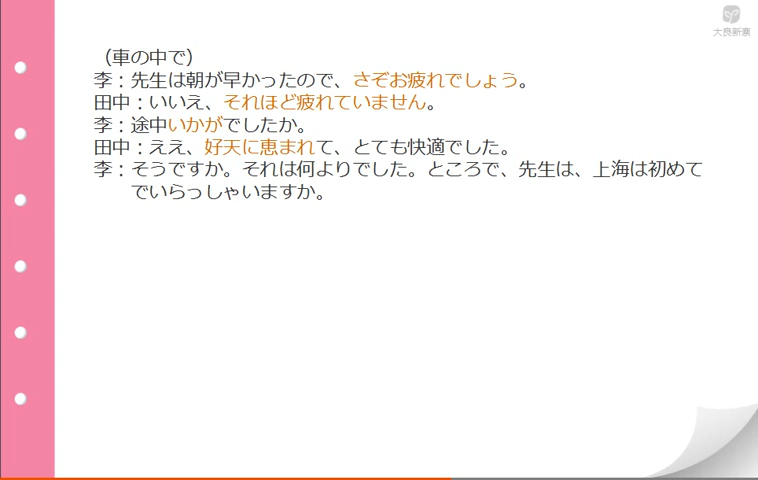 大良新寨
(車の中で)
李：先生は朝が早かったので、さぞお疲れでしょう。
田中：いいえ、それほど疲れていません。
李：途中いかがでしたか。
田中：ええ、好天に恵まれて、とても快適でした。
李：そうですか。それは何よりでした。ところで、先生は、上海は初めて
でいらっしゃいますか。